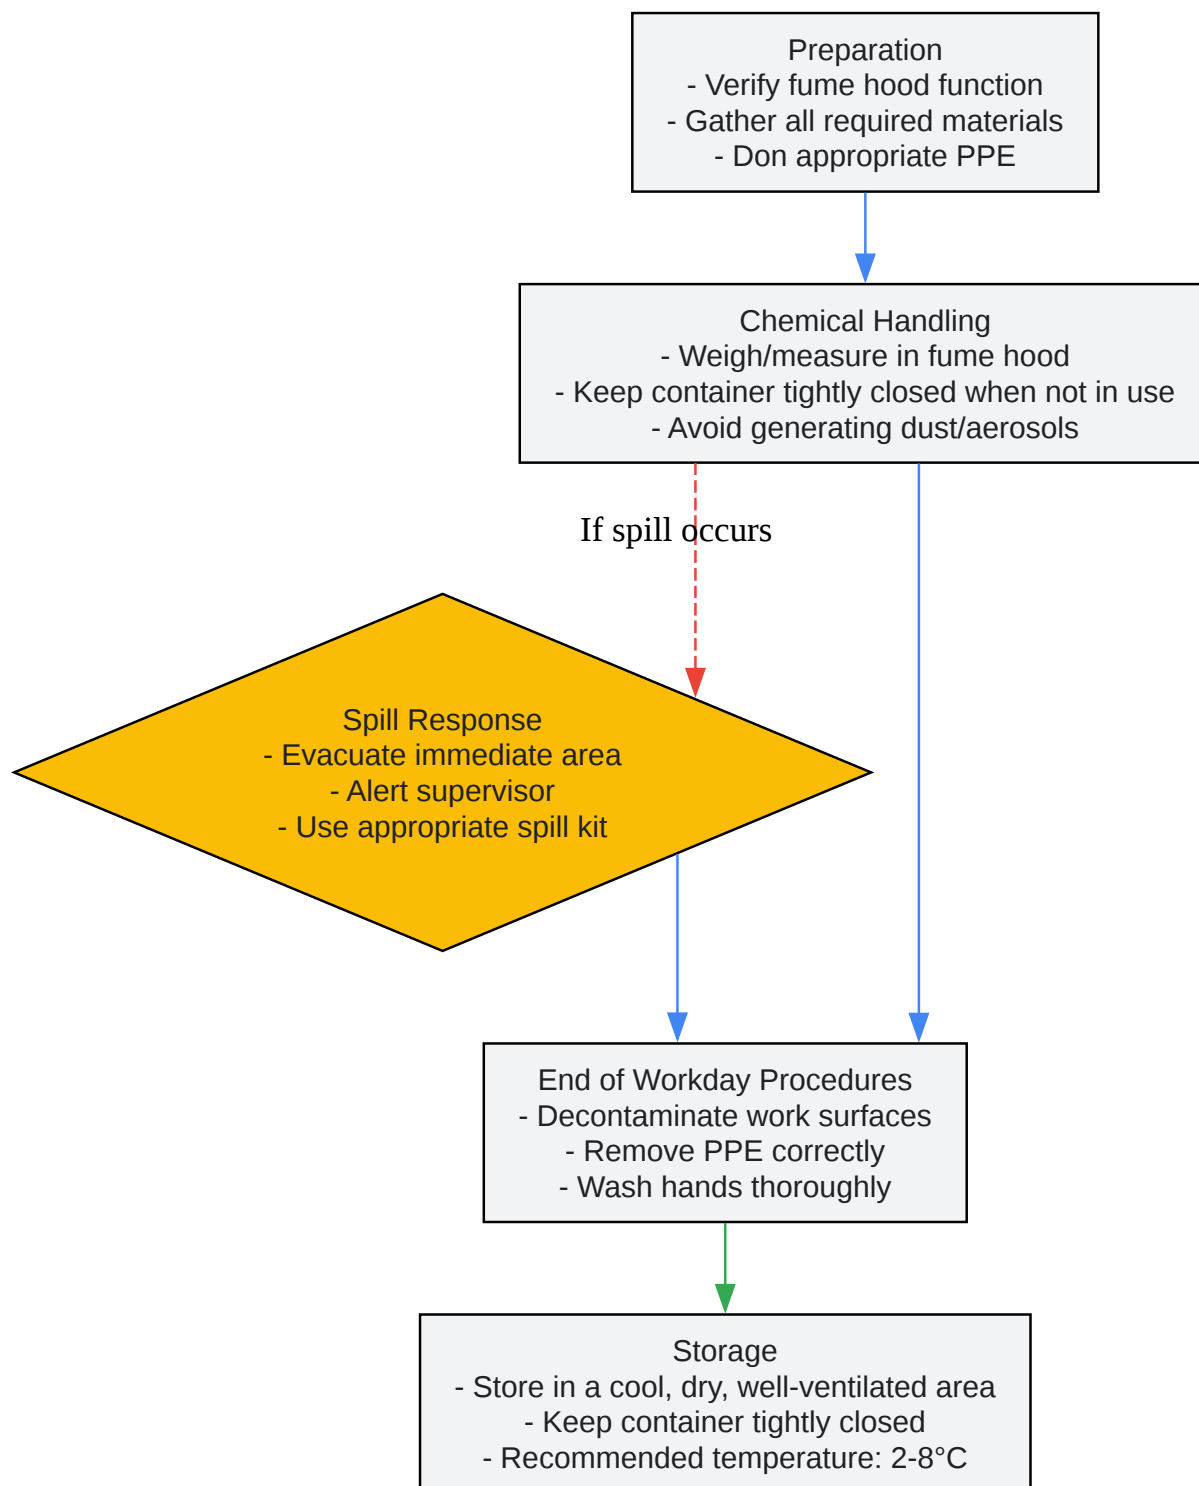 Preparation
- Verify fume hood function
- Gather all required materials
- Don appropriate PPE
Chemical Handling
- Weigh/measure in fume hood
- Keep container tightly closed when not in use
- Avoid generating dust/aerosols
If spill occurs
Spill Response
- Evacuate immediate area
- Alert supervisor
- Use appropriate spill kit
End of Workday Procedures
- Decontaminate work surfaces
- Remove PPE correctly
- Wash hands thoroughly
Storage
- Store in a cool, dry, well-ventilated area
- Keep container tightly closed
- Recommended temperature: 2-8°C